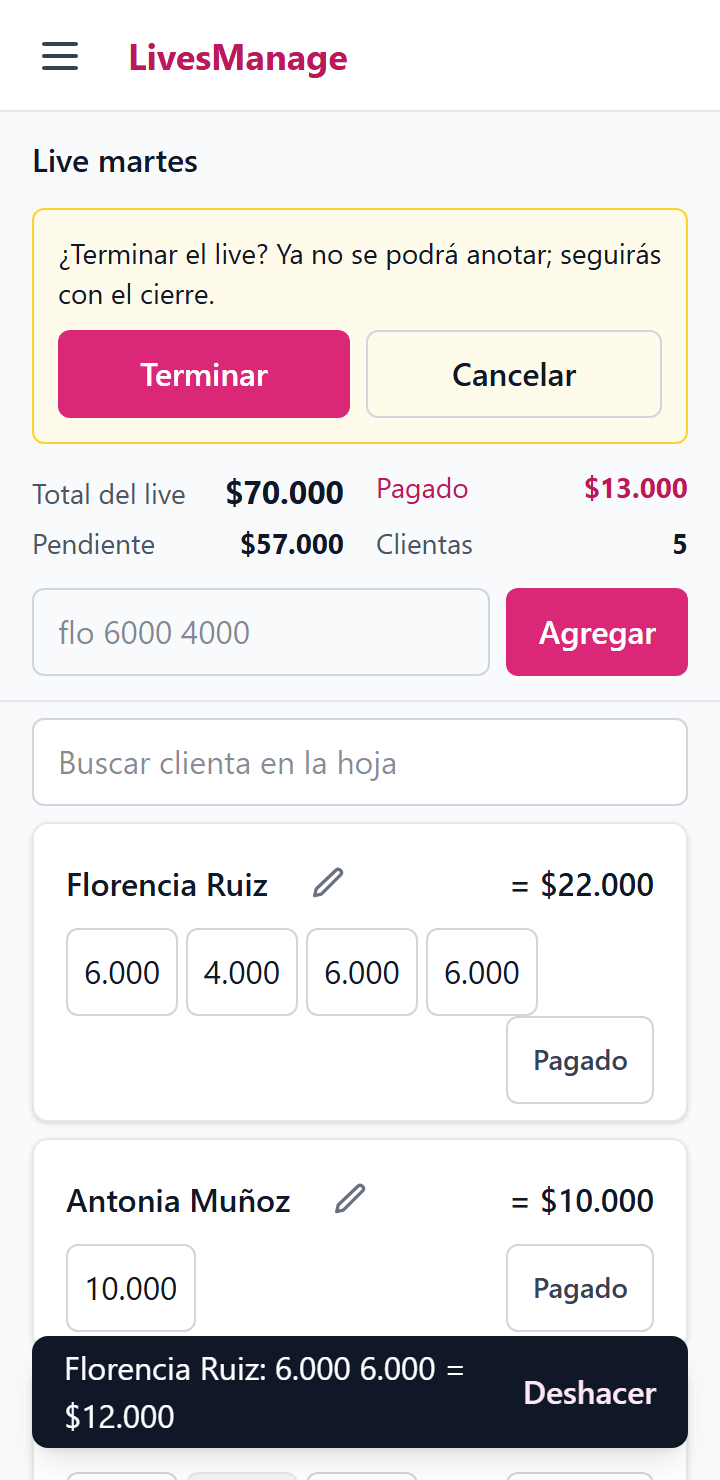 LivesManage
Live martes
¿Terminar el live? Ya no se podrá anotar; seguirás
con el cierre.
Terminar
Cancelar
Total del live $70.000
Pagado $13.000
Pendiente $57.000
Clientas 5
flo 6000 4000
Agregar
Buscar clienta en la hoja
Florencia Ruiz = $22.000
6.000 4.000 6.000 6.000
Pagado
Antonia Muñoz = $10.000
10.000 Pagado
Florencia Ruiz: 6.000 6.000 =
$12.000
Deshacer